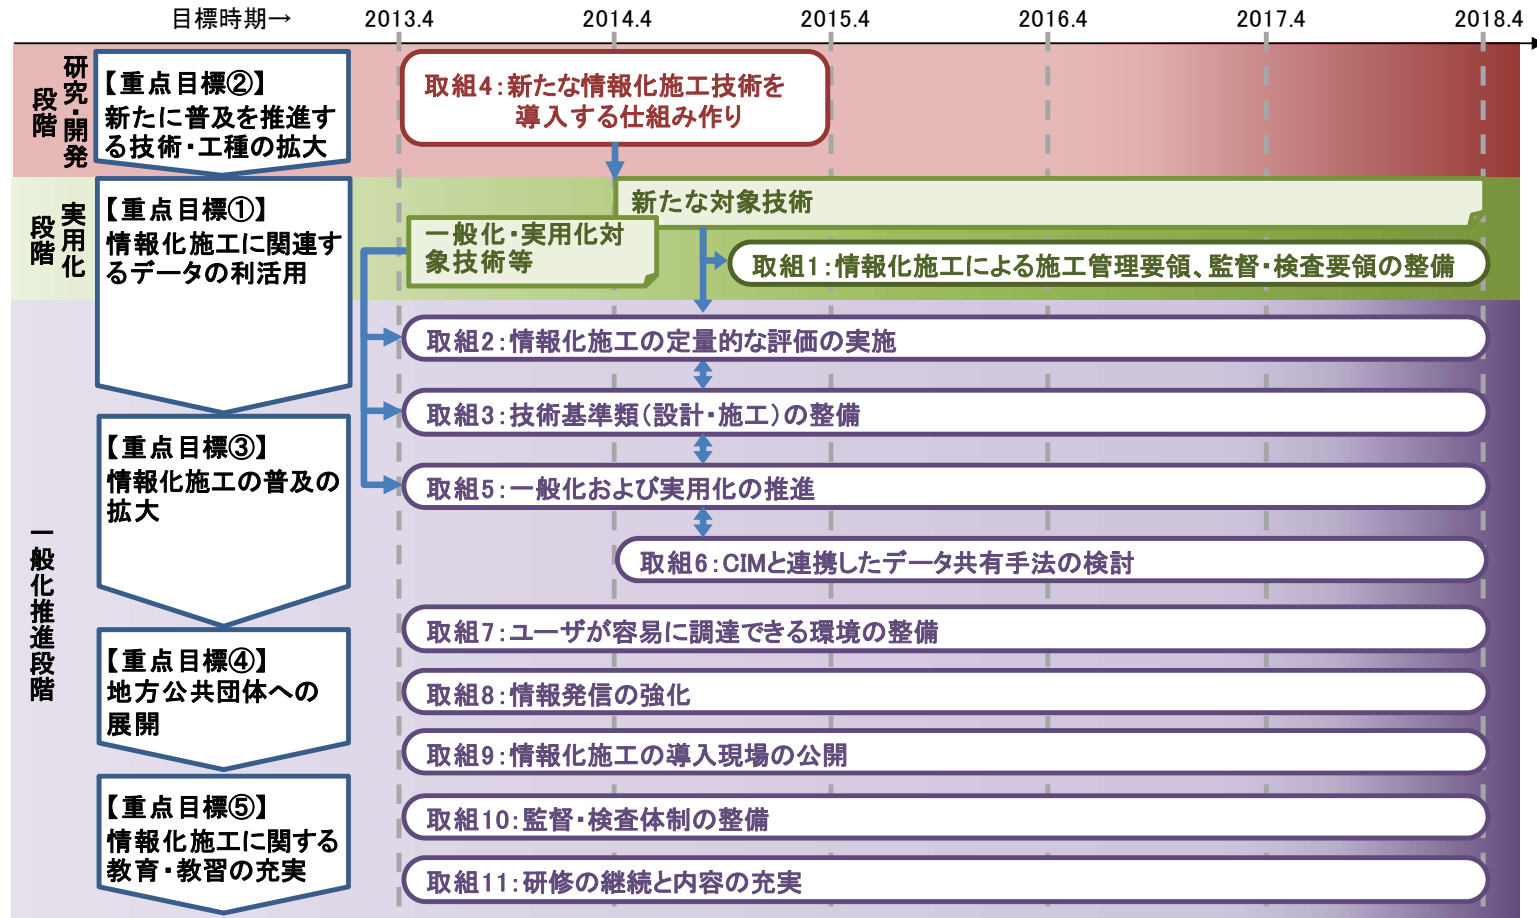 目標時期→
2013.4
2014.4
2015.4
2016.4
2017.4
2018.4
研究・開発
段階
【重点目標②】
新たに普及を推進す
る技術・工種の拡大
取組4：新たな情報化施工技術を
導入する仕組み作り
実用化
段階
【重点目標①】
情報化施工に関連す
るデータの利活用
新たな対象技術
一般化・実用化対
象技術等
取組1：情報化施工による施工管理要領、監督・検査要領の整備
一般化推進段階
取組2：情報化施工の定量的な評価の実施
取組3：技術基準類（設計・施工）の整備
【重点目標③】
情報化施工の普及の
拡大
取組5：一般化および実用化の推進
取組6：CIMと連携したデータ共有手法の検討
取組7：ユーザが容易に調達できる環境の整備
【重点目標④】
地方公共団体への
展開
取組8：情報発信の強化
取組9：情報化施工の導入現場の公開
【重点目標⑤】
情報化施工に関する
教育・教習の充実
取組10：監督・検査体制の整備
取組11：研修の継続と内容の充実